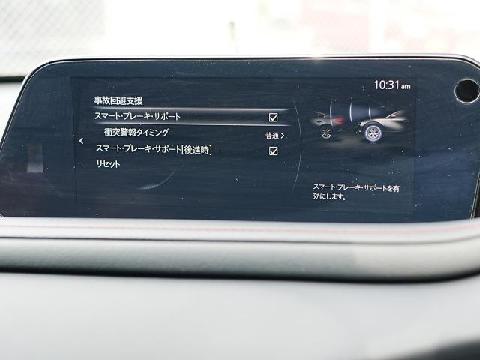 10:31am
事故回避支援
スマート・ブレーキ・サポート
衝突警報タイミング 普通
スマート・ブレーキ・サポート[後進時]
リセット
スマート・ブレーキ・サポートを有
効にします。